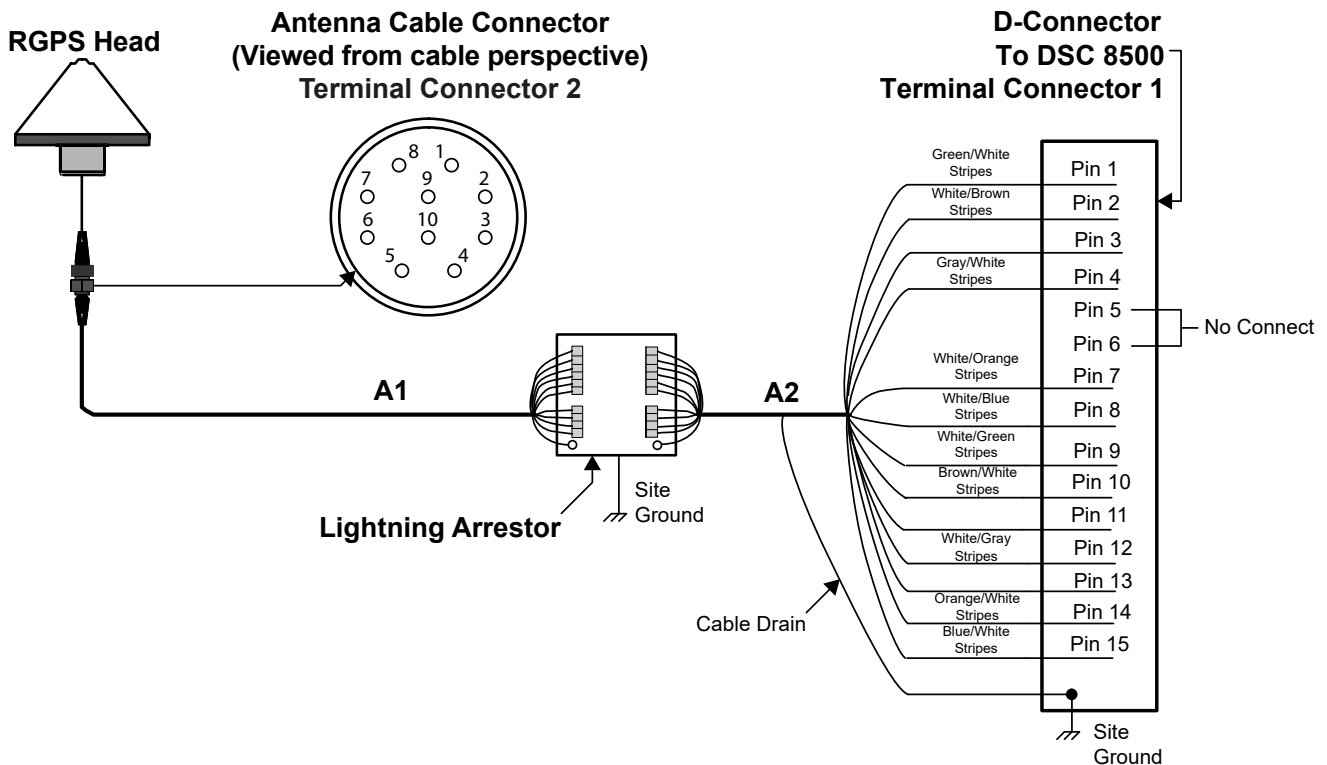 RGPS Head
Antenna Cable Connector
(Viewed from cable perspective)
Terminal Connector 2
D-Connector
To DSC 8500
Terminal Connector 1
8
1
7
9
2
6
10
3
5
4
A1
A2
Lightning Arrestor
Site
Ground
Cable Drain
Green/White
Stripes
Pin 1
White/Brown
Stripes
Pin 2
Pin 3
Gray/White
Stripes
Pin 4
Pin 5
Pin 6
No Connect
White/Orange
Stripes
Pin 7
White/Blue
Stripes
Pin 8
White/Green
Stripes
Pin 9
Brown/White
Stripes
Pin 10
Pin 11
White/Gray
Stripes
Pin 12
Pin 13
Orange/White
Stripes
Pin 14
Blue/White
Stripes
Pin 15
Site
Ground